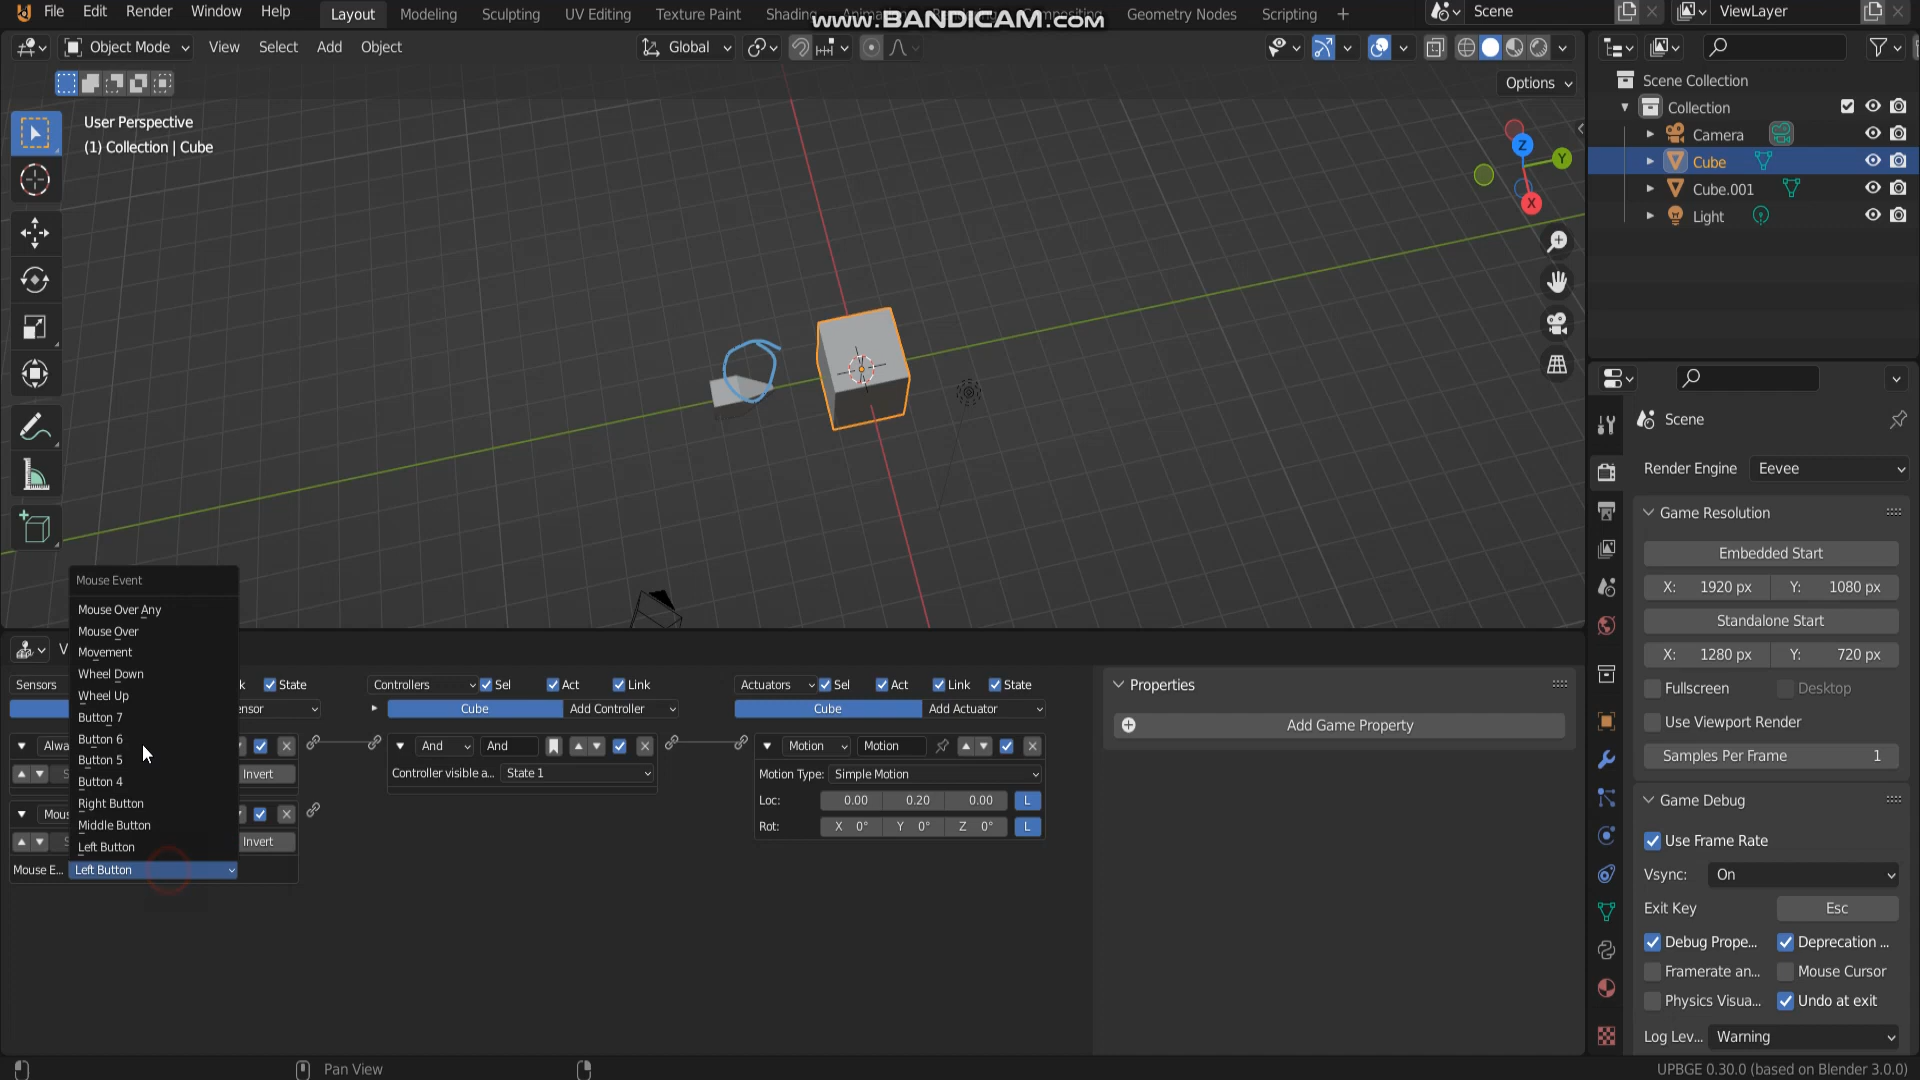 File Edit Render Window Help Layout Modeling Sculpting UV Editing Texture Paint Shading Geometry Nodes Scripting Scene ViewLayer
www.BANDICAM.com
Object Mode View Select Add Object Global
Options
User Perspective
(1) Collection | Cube
Z
Y
X
Scene Collection
Collection
Camera
Cube
Cube.001
Light
Scene
Render Engine Eevee
Game Resolution
Embedded Start
X: 1920 px Y: 1080 px
Standalone Start
X: 1280 px Y: 720 px
Fullscreen Desktop
Use Viewport Render
Samples Per Frame 1
Game Debug
Use Frame Rate
Vsync: On
Exit Key Esc
Debug Prope... Deprecation ...
Framerate an... Mouse Cursor
Physics Visua... Undo at exit
Log Lev... Warning
Mouse Event
Mouse Over Any
Mouse Over
Movement
Wheel Down
Wheel Up
Button 7
Button 6
Button 5
Button 4
Right Button
Middle Button
Left Button
Mouse E... Left Button
Sensors State
Invert
Invert
Controllers Sel Act Link
Cube Add Controller
And And
Controller visible a... State 1
Actuators Sel Act Link State
Cube Add Actuator
Motion Motion
Motion Type: Simple Motion
Loc: 0.00 0.20 0.00 L
Rot: X 0° Y 0° Z 0° L
Properties
Add Game Property
Pan View
UPBGE 0.30.0 (based on Blender 3.0.0)